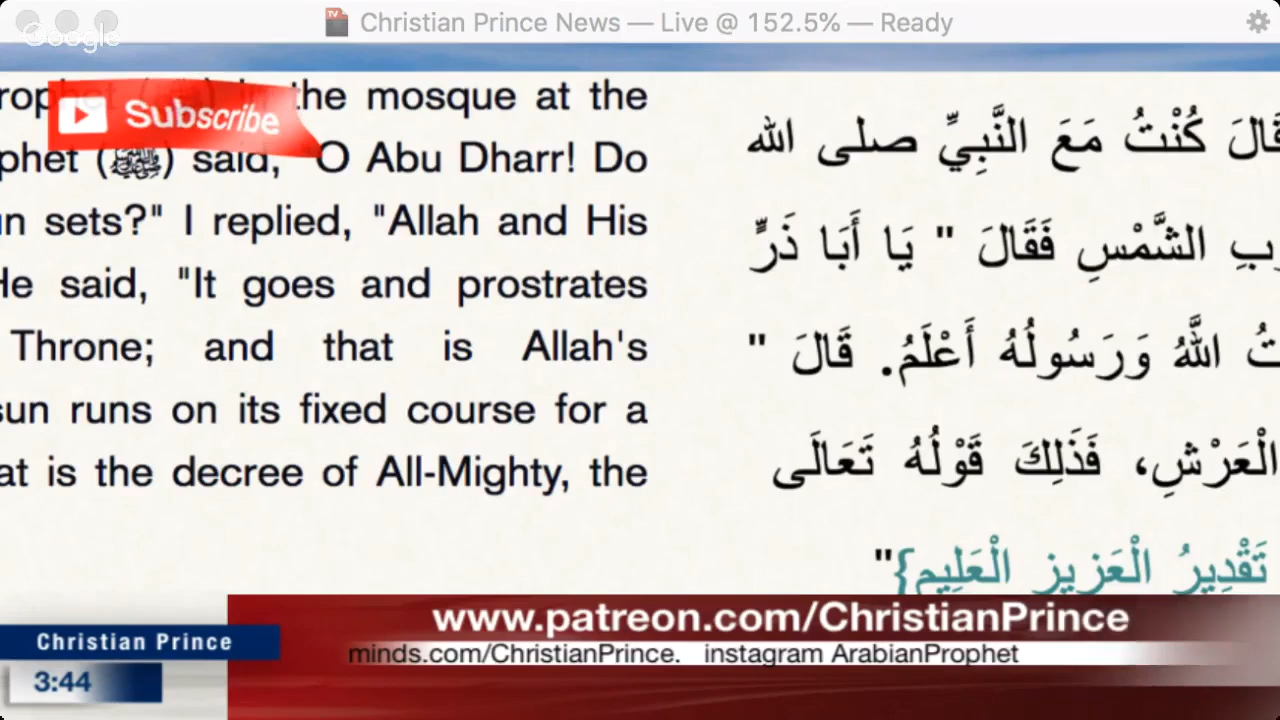 Christian Prince News — Live @ 152.5% — Ready
Google
Subscribe
in the mosque at the
said, "O Abu Dharr! Do
sets?" I replied, "Allah and His
He said, "It goes and prostrates
Throne; and that is Allah's
sun runs on its fixed course for a
is the decree of All-Mighty, the
قَالَ كُنْتُ مَعَ النَّبِيِّ صلى الله
الشَّمْسِ فَقَالَ ‏"‏ يَا أَبَا ذَرٍّ
اللَّهُ وَرَسُولُهُ أَعْلَمُ‏.‏ قَالَ ‏"‏
الْعَرْشِ، فَذَلِكَ قَوْلُهُ تَعَالَى
تَقْدِيرُ الْعَزِيزِ الْعَلِيمِ}‏"‏
www.patreon.com/ChristianPrince
Christian Prince
minds.com/ChristianPrince. instagram ArabianProphet
3:44